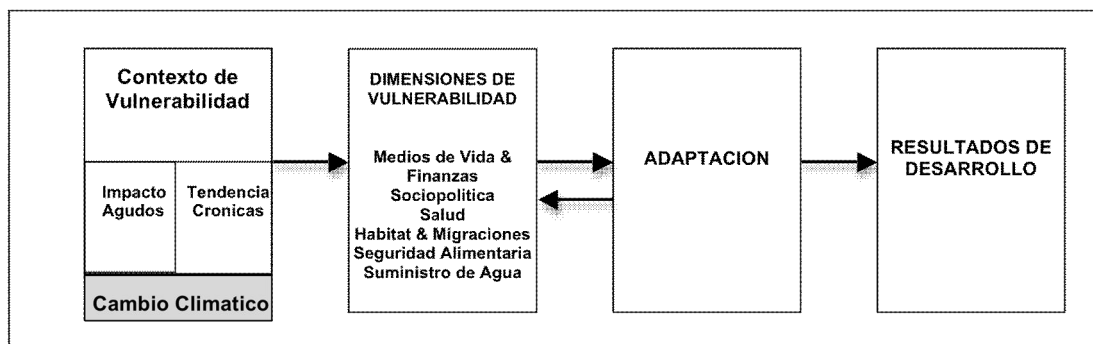 Contexto de
Vulnerabilidad
Impacto
Agudos
Tendencia
Cronicas
Cambio Climatico
DIMENSIONES DE
VULNERABILIDAD
Medios de Vida &
Finanzas
Sociopolitica
Salud
Habitat & Migraciones
Seguridad Alimentaria
Suministro de Agua
ADAPTACION
RESULTADOS DE
DESARROLLO